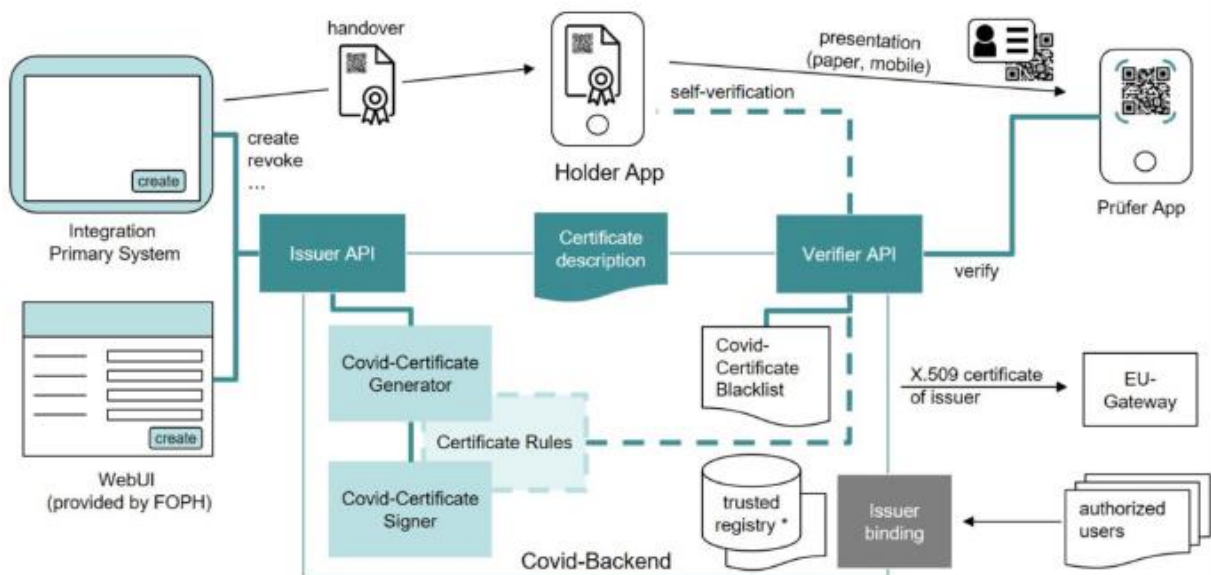 handover
presentation
(paper, mobile)
self-verification
create
revoke
...
create
Holder App
Prüfer App
Integration
Primary System
Issuer API
Certificate
description
Verifier API
verify
Covid-Certificate
Generator
Covid-
Certificate
Blacklist
X.509 certificate
of issuer
EU-
Gateway
Certificate Rules
create
WebUI
(provided by FOPH)
Covid-Certificate
Signer
trusted
registry *
Issuer
binding
authorized
users
Covid-Backend